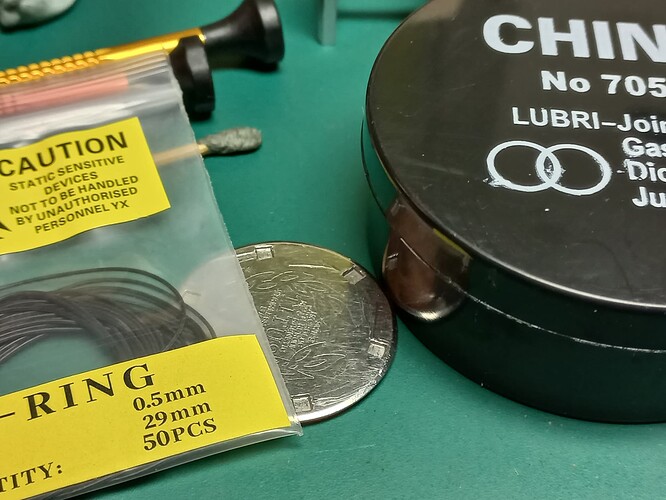 CAUTION
STATIC SENSITIVE
DEVICES
NOT TO BE HANDLED
BY UNAUTHORISED
PERSONNEL YX
-RING
0.5mm
29mm
50PCS
TITY:
CHIN
No 705
LUBRI-Join
Gas
Dic
Ju